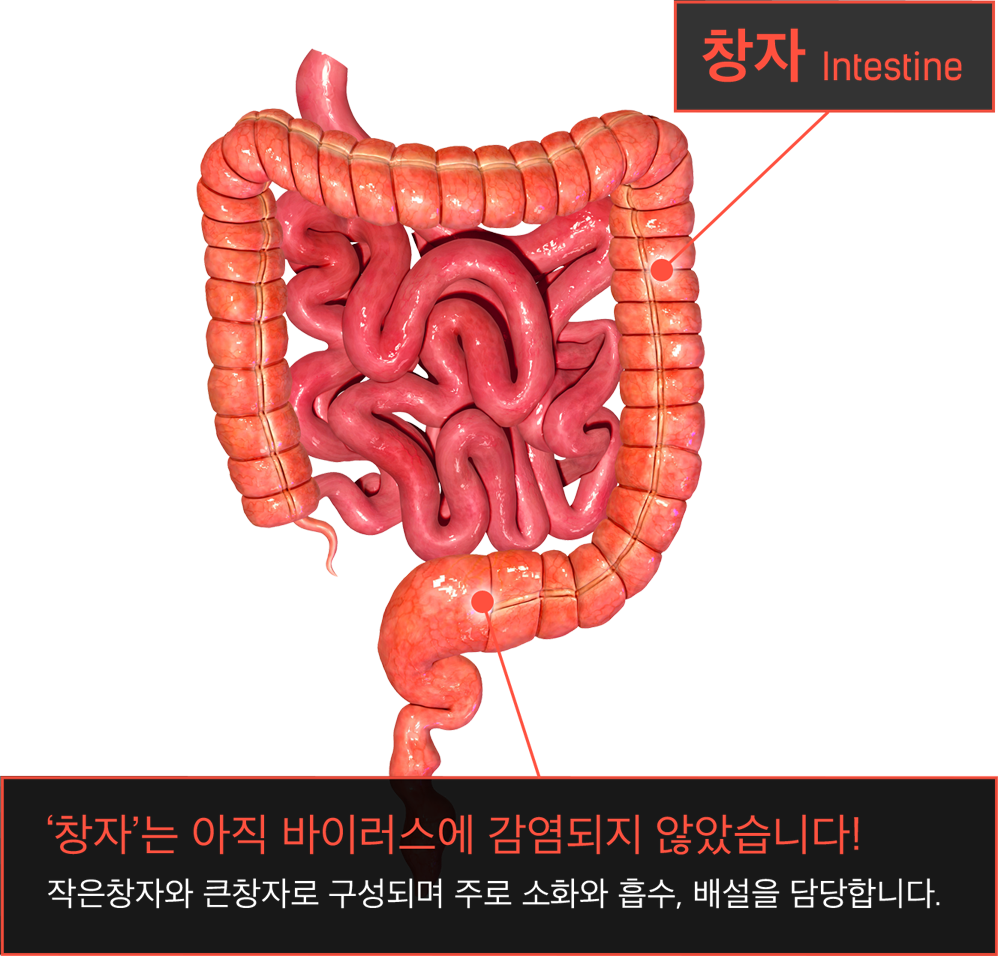 창자 Intestine
‘창자’는 아직 바이러스에 감염되지 않았습니다!
작은창자와 큰창자로 구성되며 주로 소화와 흡수, 배설을 담당합니다.